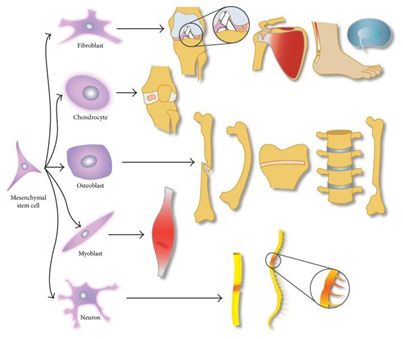 Fibroblast
Chondrocyte
Mesenchymal
stem cell
Osteoblast
Myoblast
Neuron